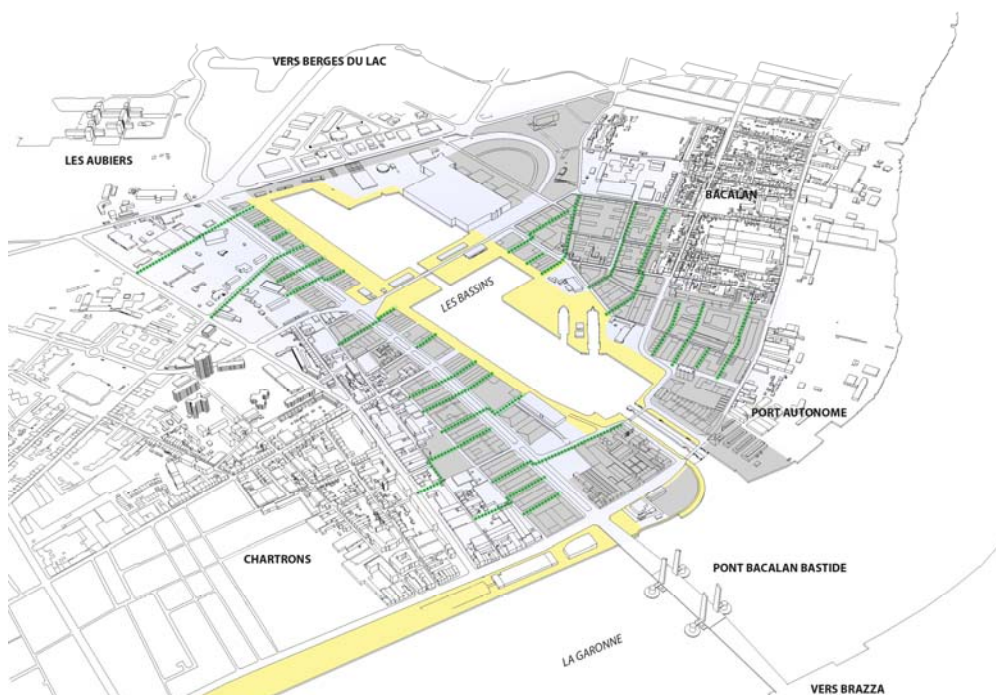 VERS BERGES DU LAC
LES AUBIERS
BACALAN
LES BASSINS
PORT AUTONOME
CHARTRONS
PONT BACALAN BASTIDE
LA GARONNE
VERS BRAZZA